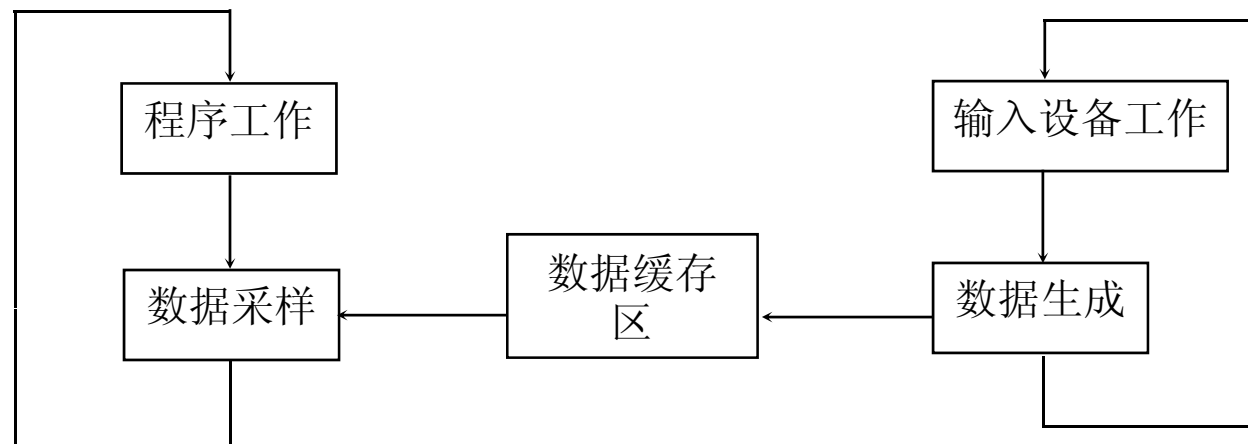 程序工作
输入设备工作
数据采样
数据缓存
区
数据生成